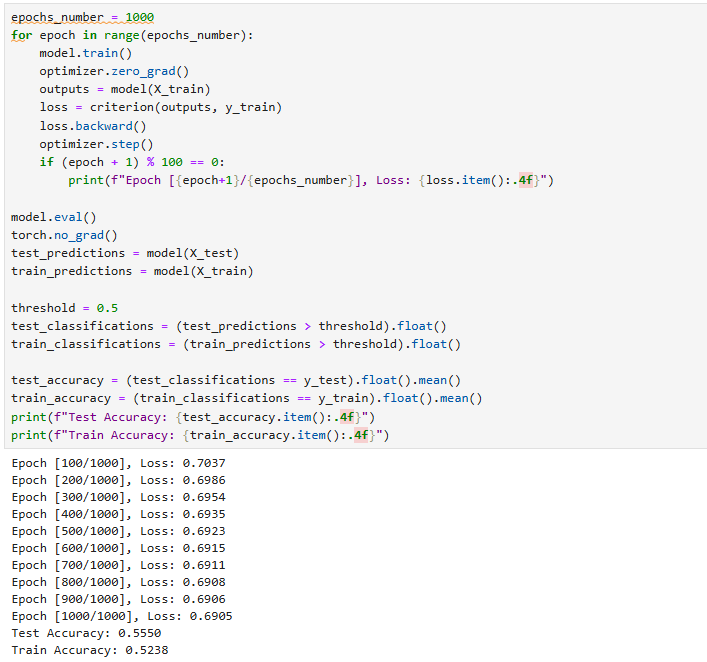 epochs_number = 1000
for epoch in range(epochs_number):
    model.train()
    optimizer.zero_grad()
    outputs = model(X_train)
    loss = criterion(outputs, y_train)
    loss.backward()
    optimizer.step()
    if (epoch + 1) % 100 == 0:
        print(f"Epoch [{epoch+1}/{epochs_number}], Loss: {loss.item():.4f}")

model.eval()
torch.no_grad()
test_predictions = model(X_test)
train_predictions = model(X_train)

threshold = 0.5
test_classifications = (test_predictions > threshold).float()
train_classifications = (train_predictions > threshold).float()

test_accuracy = (test_classifications == y_test).float().mean()
train_accuracy = (train_classifications == y_train).float().mean()
print(f"Test Accuracy: {test_accuracy.item():.4f}")
print(f"Train Accuracy: {train_accuracy.item():.4f}")
Epoch [100/1000], Loss: 0.7037
Epoch [200/1000], Loss: 0.6986
Epoch [300/1000], Loss: 0.6954
Epoch [400/1000], Loss: 0.6935
Epoch [500/1000], Loss: 0.6923
Epoch [600/1000], Loss: 0.6915
Epoch [700/1000], Loss: 0.6911
Epoch [800/1000], Loss: 0.6908
Epoch [900/1000], Loss: 0.6906
Epoch [1000/1000], Loss: 0.6905
Test Accuracy: 0.5550
Train Accuracy: 0.5238